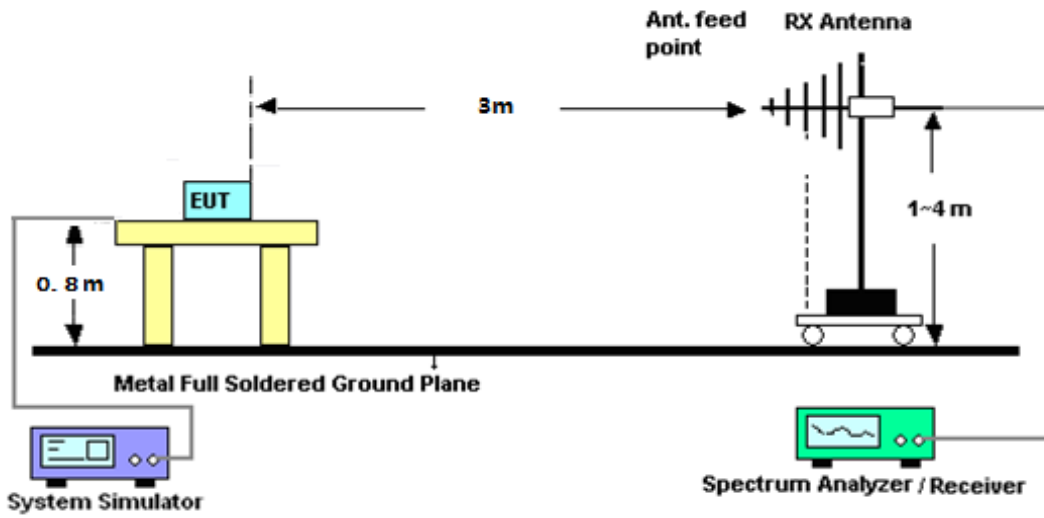 Ant. feed
point
RX Antenna
3m
EUT
1~4 m
0. 8 m
Metal Full Soldered Ground Plane
System Simulator
Spectrum Analyzer / Receiver